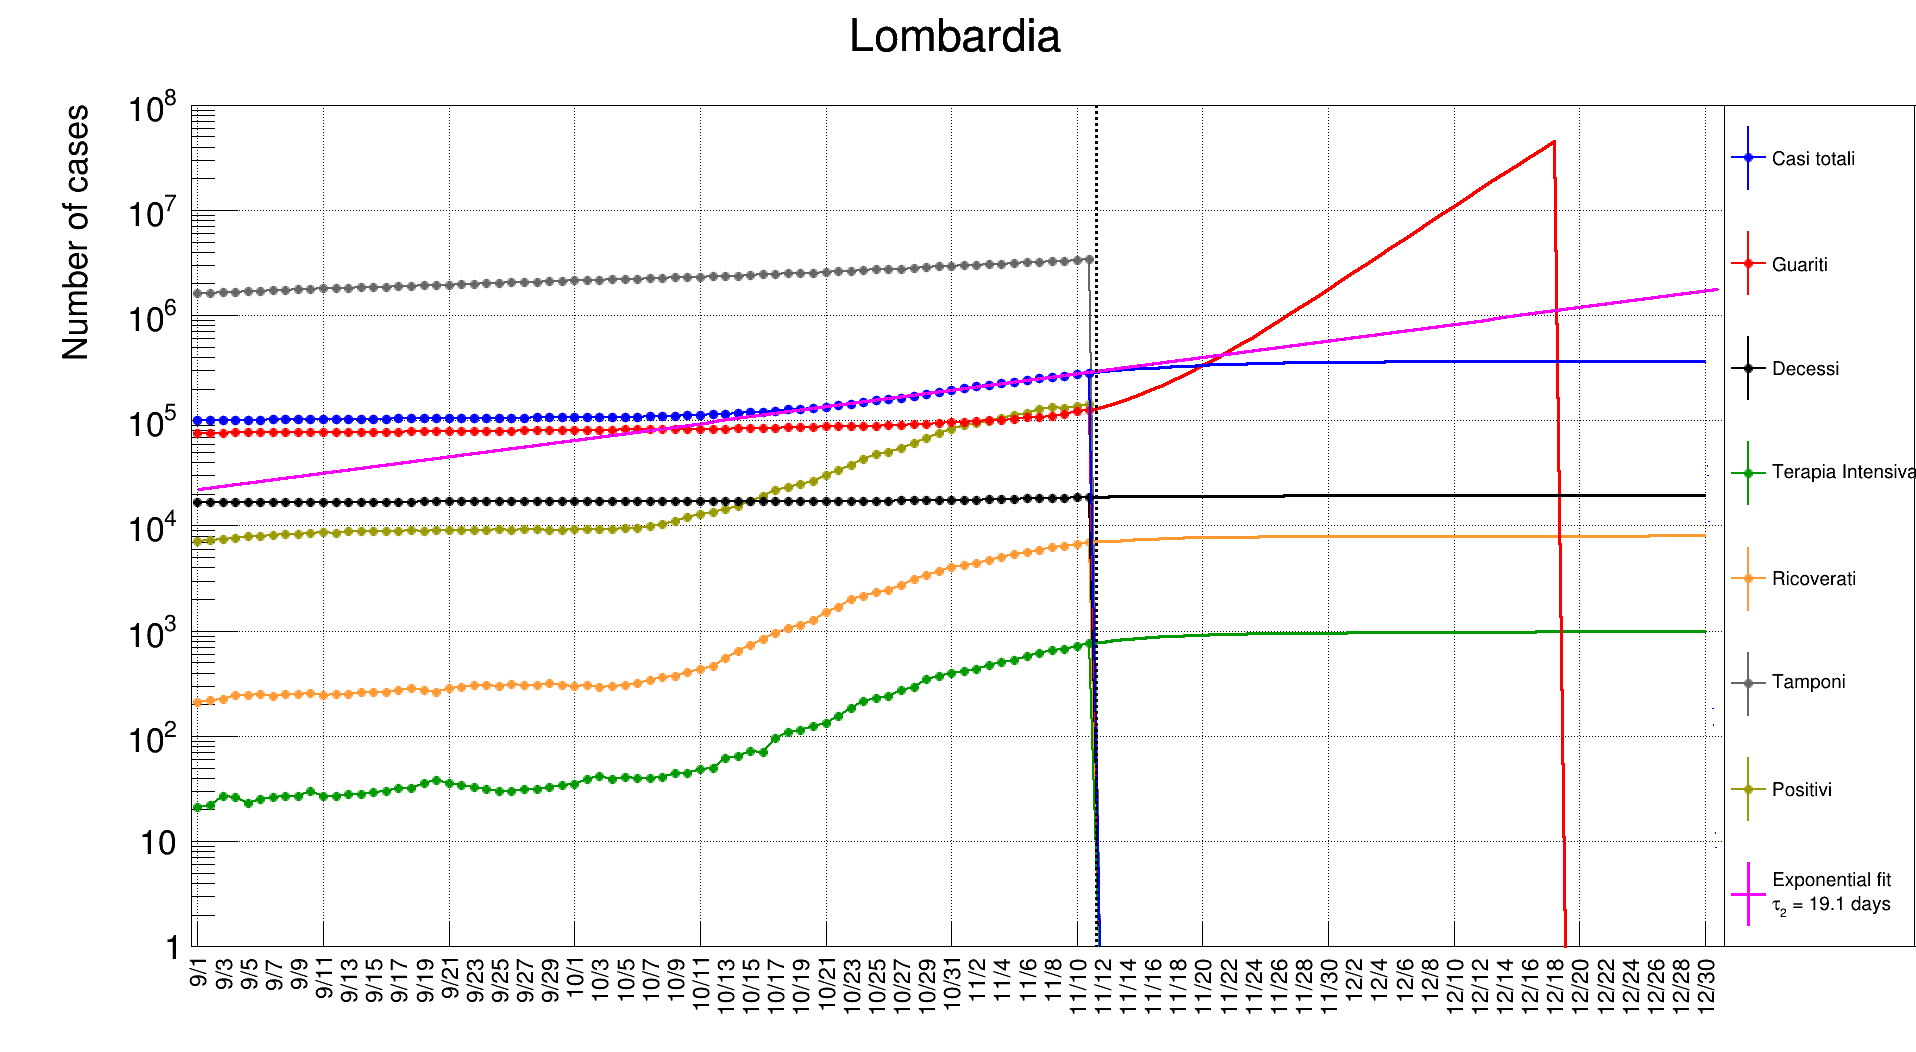 Lombardia
Number of cases
10^8
10^7
10^6
10^5
10^4
10^3
10^2
10
1
9/1 9/3 9/5 9/7 9/9 9/11 9/13 9/15 9/17 9/19 9/21 9/23 9/25 9/27 9/29 10/1 10/3 10/5 10/7 10/9 10/11 10/13 10/15 10/17 10/19 10/21 10/23 10/25 10/27 10/29 10/31 11/2 11/4 11/6 11/8 11/10 11/12 11/14 11/16 11/18 11/20 11/22 11/24 11/26 11/28 11/30 12/2 12/4 12/6 12/8 12/10 12/12 12/14 12/16 12/18 12/20 12/22 12/24 12/26 12/28 12/30
Casi totali
Guariti
Decessi
Terapia Intensiva
Ricoverati
Tamponi
Positivi
Exponential fit
τ₂ = 19.1 days